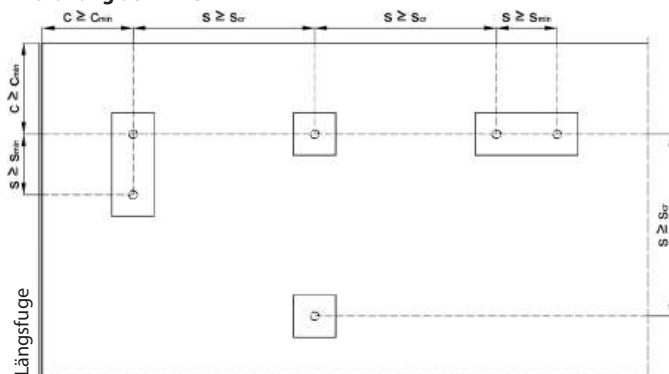 c ≥ cmin
s ≥ scr
s ≥ scr
s ≥ smin
c ≥ cmin
s ≥ smin
s ≥ scr
Längsfuge